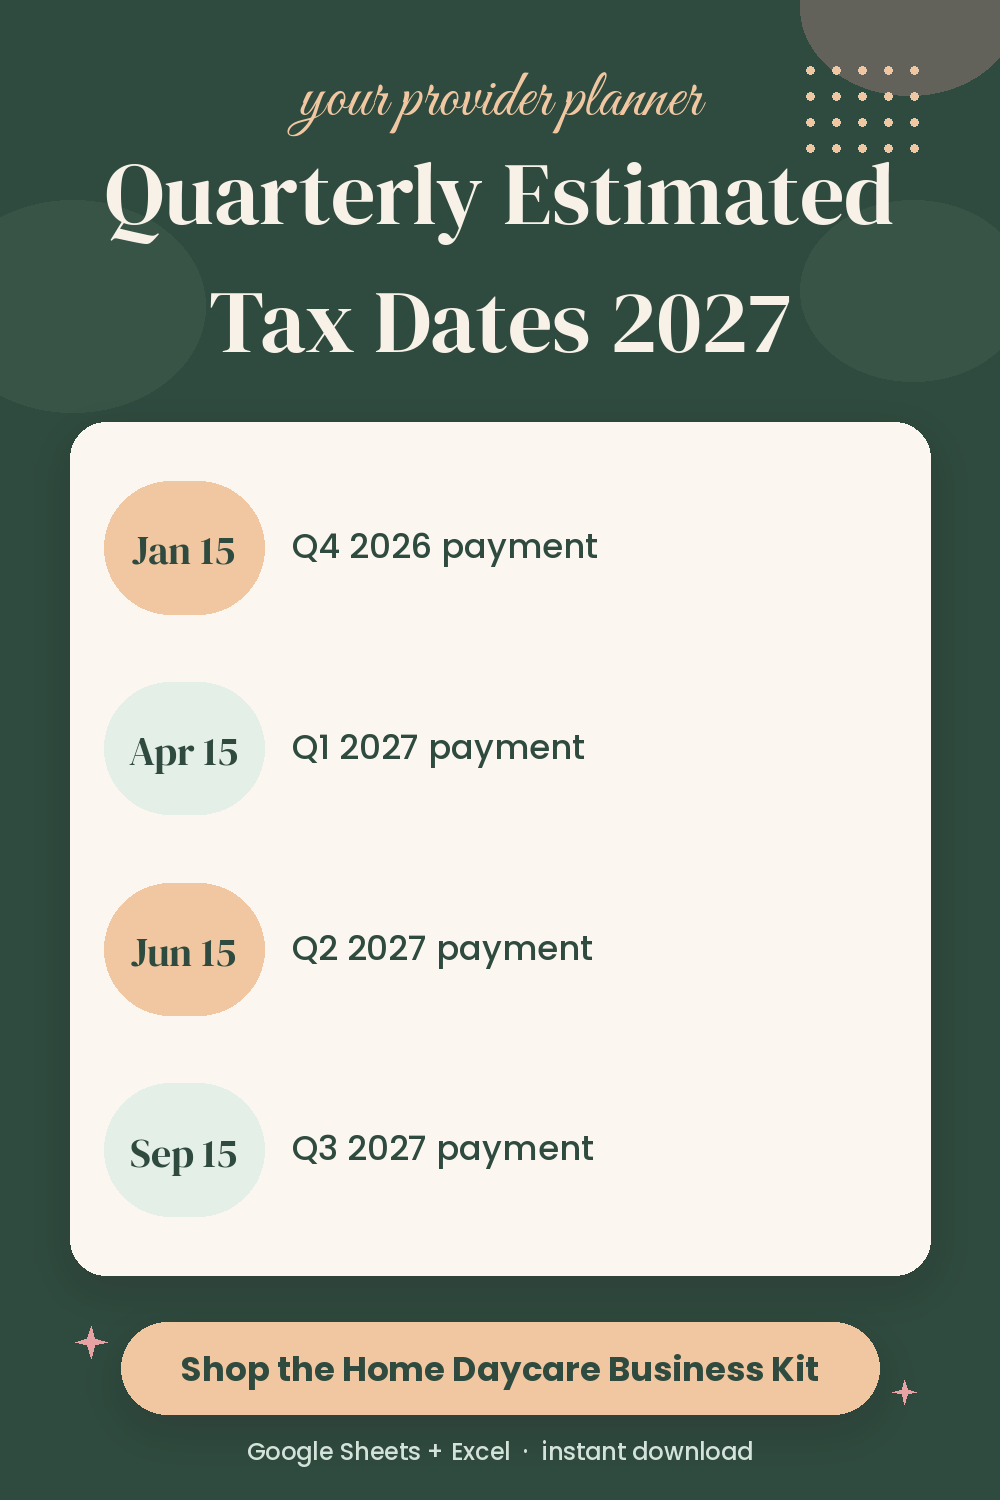 your provider planner
Quarterly Estimated
Tax Dates 2027
Jan 15
Q4 2026 payment
Apr 15
Q1 2027 payment
Jun 15
Q2 2027 payment
Sep 15
Q3 2027 payment
Shop the Home Daycare Business Kit
Google Sheets + Excel · instant download